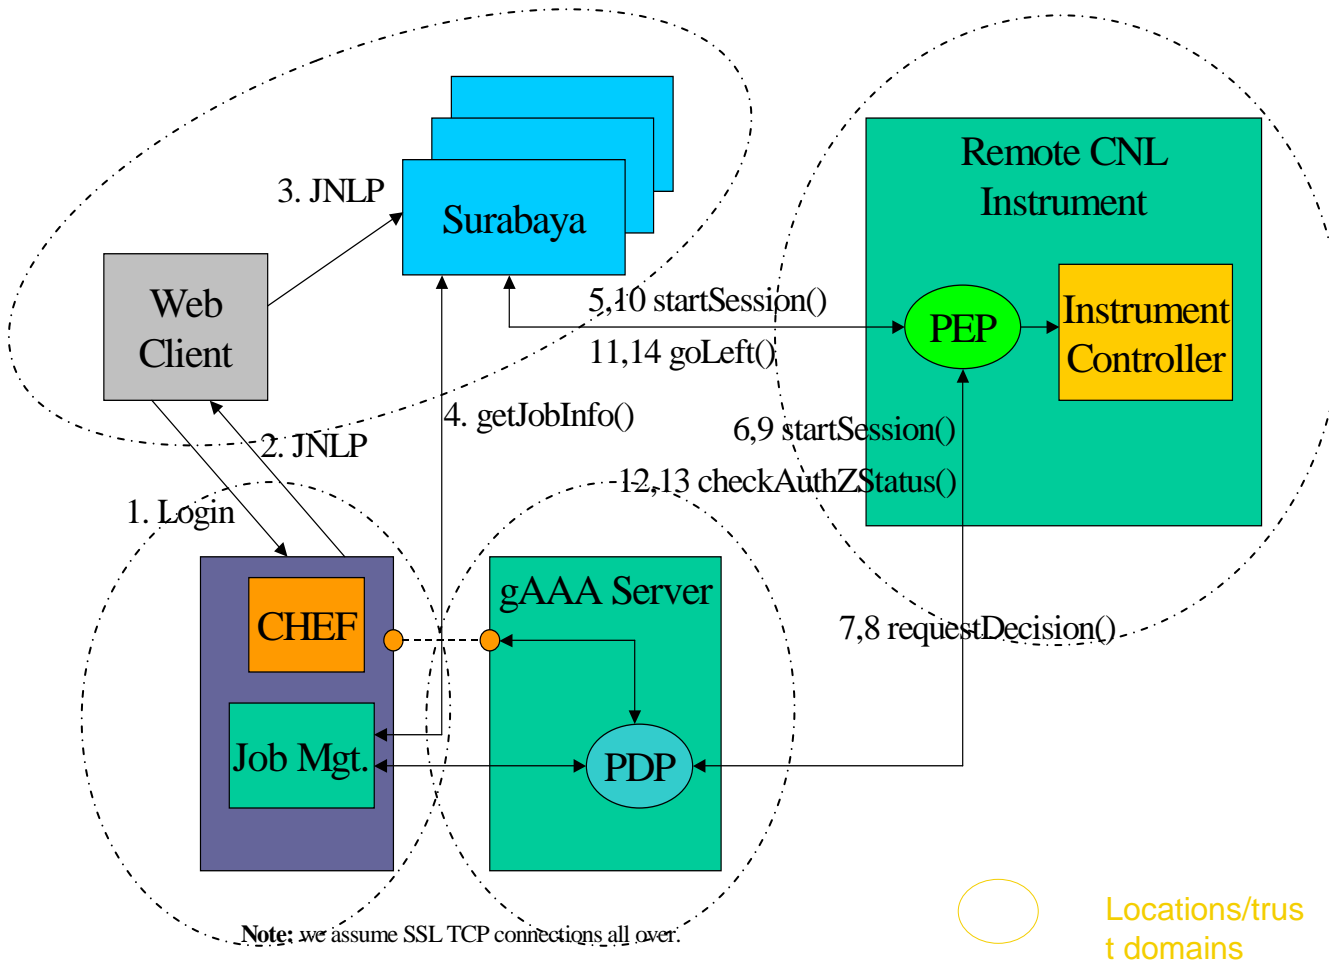 Remote CNL
Instrument
3. JNLP
Surabaya
Web
Client
5,10 startSession()
PEP
Instrument
Controller
11,14 goLeft()
4. getJobInfo()
6,9 startSession()
2. JNLP
12,13 checkAuthZStatus()
1. Login
gAAA Server
CHEF
7,8 requestDecision()
Job Mgt.
PDP
Locations/trus
t domains
Note: we assume SSL TCP connections all over.